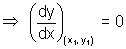 ⇒ (dy/dx)(x₁, y₁) = 0